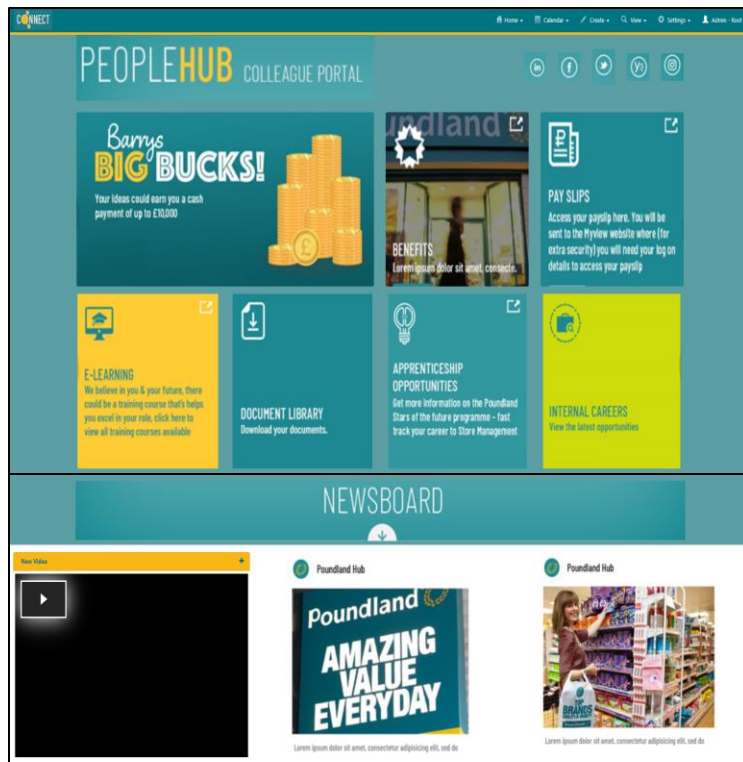 CONNECT
Home
Calendar
Create
View
Settings
Admin - Root
PEOPLEHUB COLLEAGUE PORTAL
Barrys
BIG BUCKS!
Your ideas could earn you a cash
payment of up to £10,000
undland
BENEFITS
Lorem ipsum dolor sit amet, consecte.
PAY SLIPS
Access your payslip here. You will be
sent to the Myview website where (for
extra security) you will need your log on
details to access your payslip
E-LEARNING
We believe in you & your future, there
could be a training course that's helps
you excel in your role, click here to
view all training courses available
DOCUMENT LIBRARY
Download your documents.
APPRENTICESHIP
OPPORTUNITIES
Get more information on the Poundland
Stars of the future programme – fast
track your career to Store Management
INTERNAL CAREERS
View the latest opportunities
NEWSBOARD
New Video
Poundland Hub
Poundland
AMAZING
VALUE
EVERYDAY
Lorem ipsum dolor sit amet, consectetur adipisicing elit, sed do
Poundland Hub
TOP
BRANDS
Lorem ipsum dolor sit amet, consectetur adipisicing elit, sed do